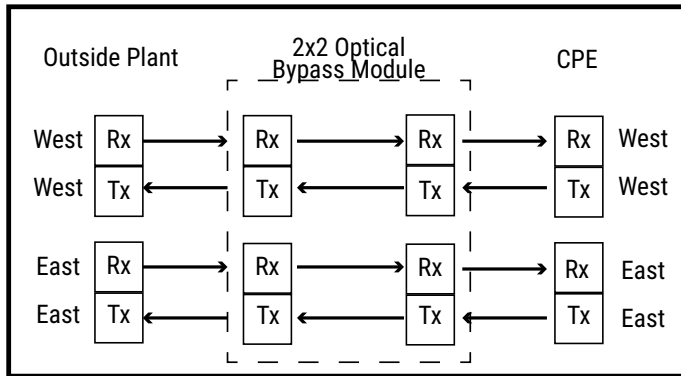 2x2 Optical
Outside Plant Bypass Module CPE
West Rx Rx Rx Rx West
West Tx Tx Tx Tx West
East Rx Rx Rx Rx East
East Tx Tx Tx Tx East